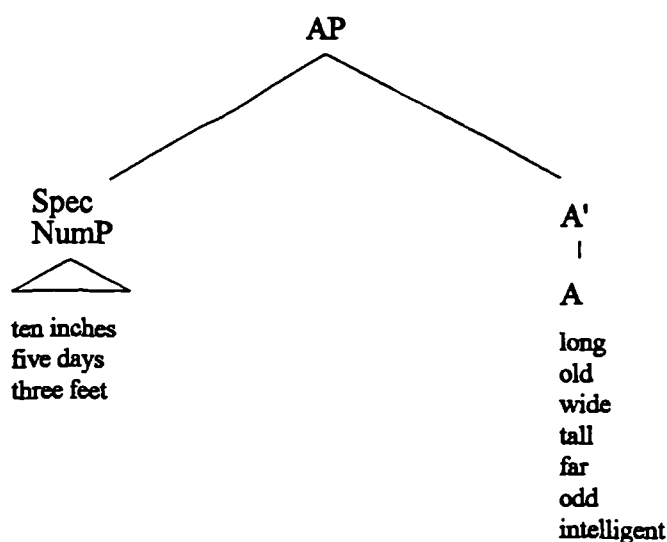 AP
Spec
NumP
A'
A
ten inches
five days
three feet
long
old
wide
tall
far
odd
intelligent